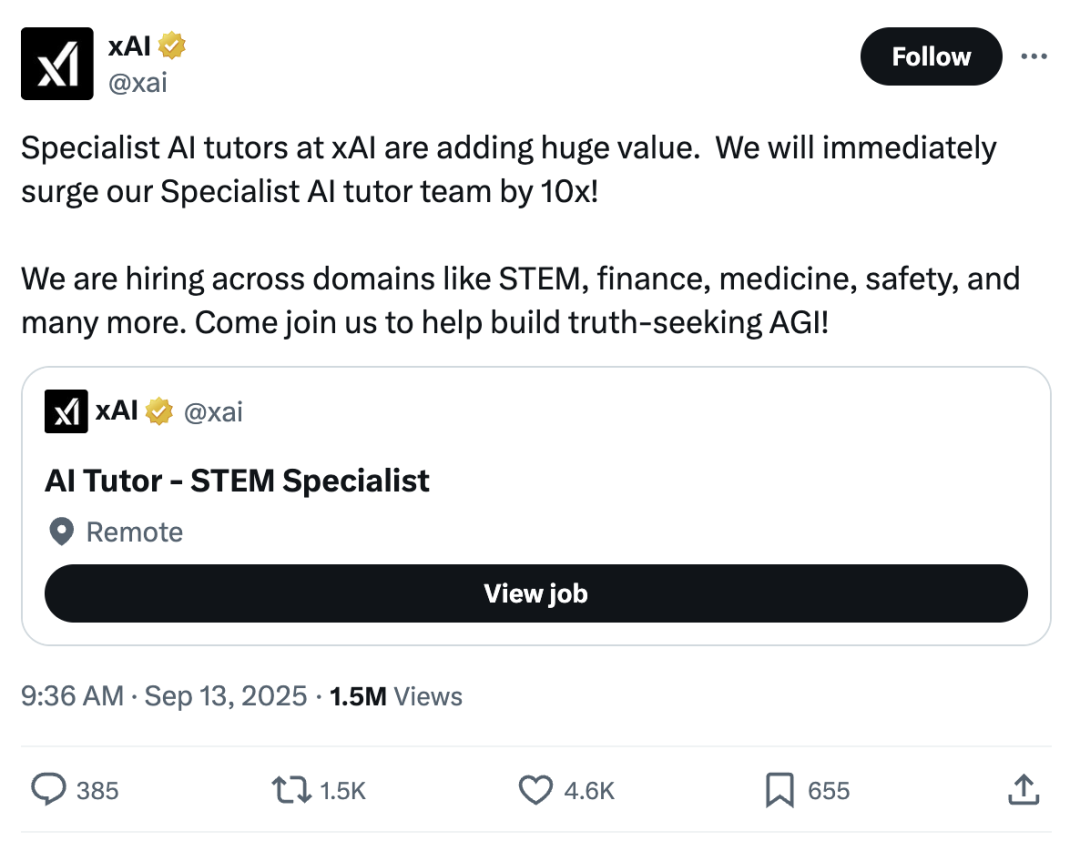 xAI
@xai
Follow
Specialist AI tutors at xAI are adding huge value.  We will immediately
surge our Specialist AI tutor team by 10x!
We are hiring across domains like STEM, finance, medicine, safety, and
many more. Come join us to help build truth-seeking AGI!
xAI @xai
AI Tutor - STEM Specialist
Remote
View job
9:36 AM · Sep 13, 2025 · 1.5M Views
385 1.5K 4.6K 655